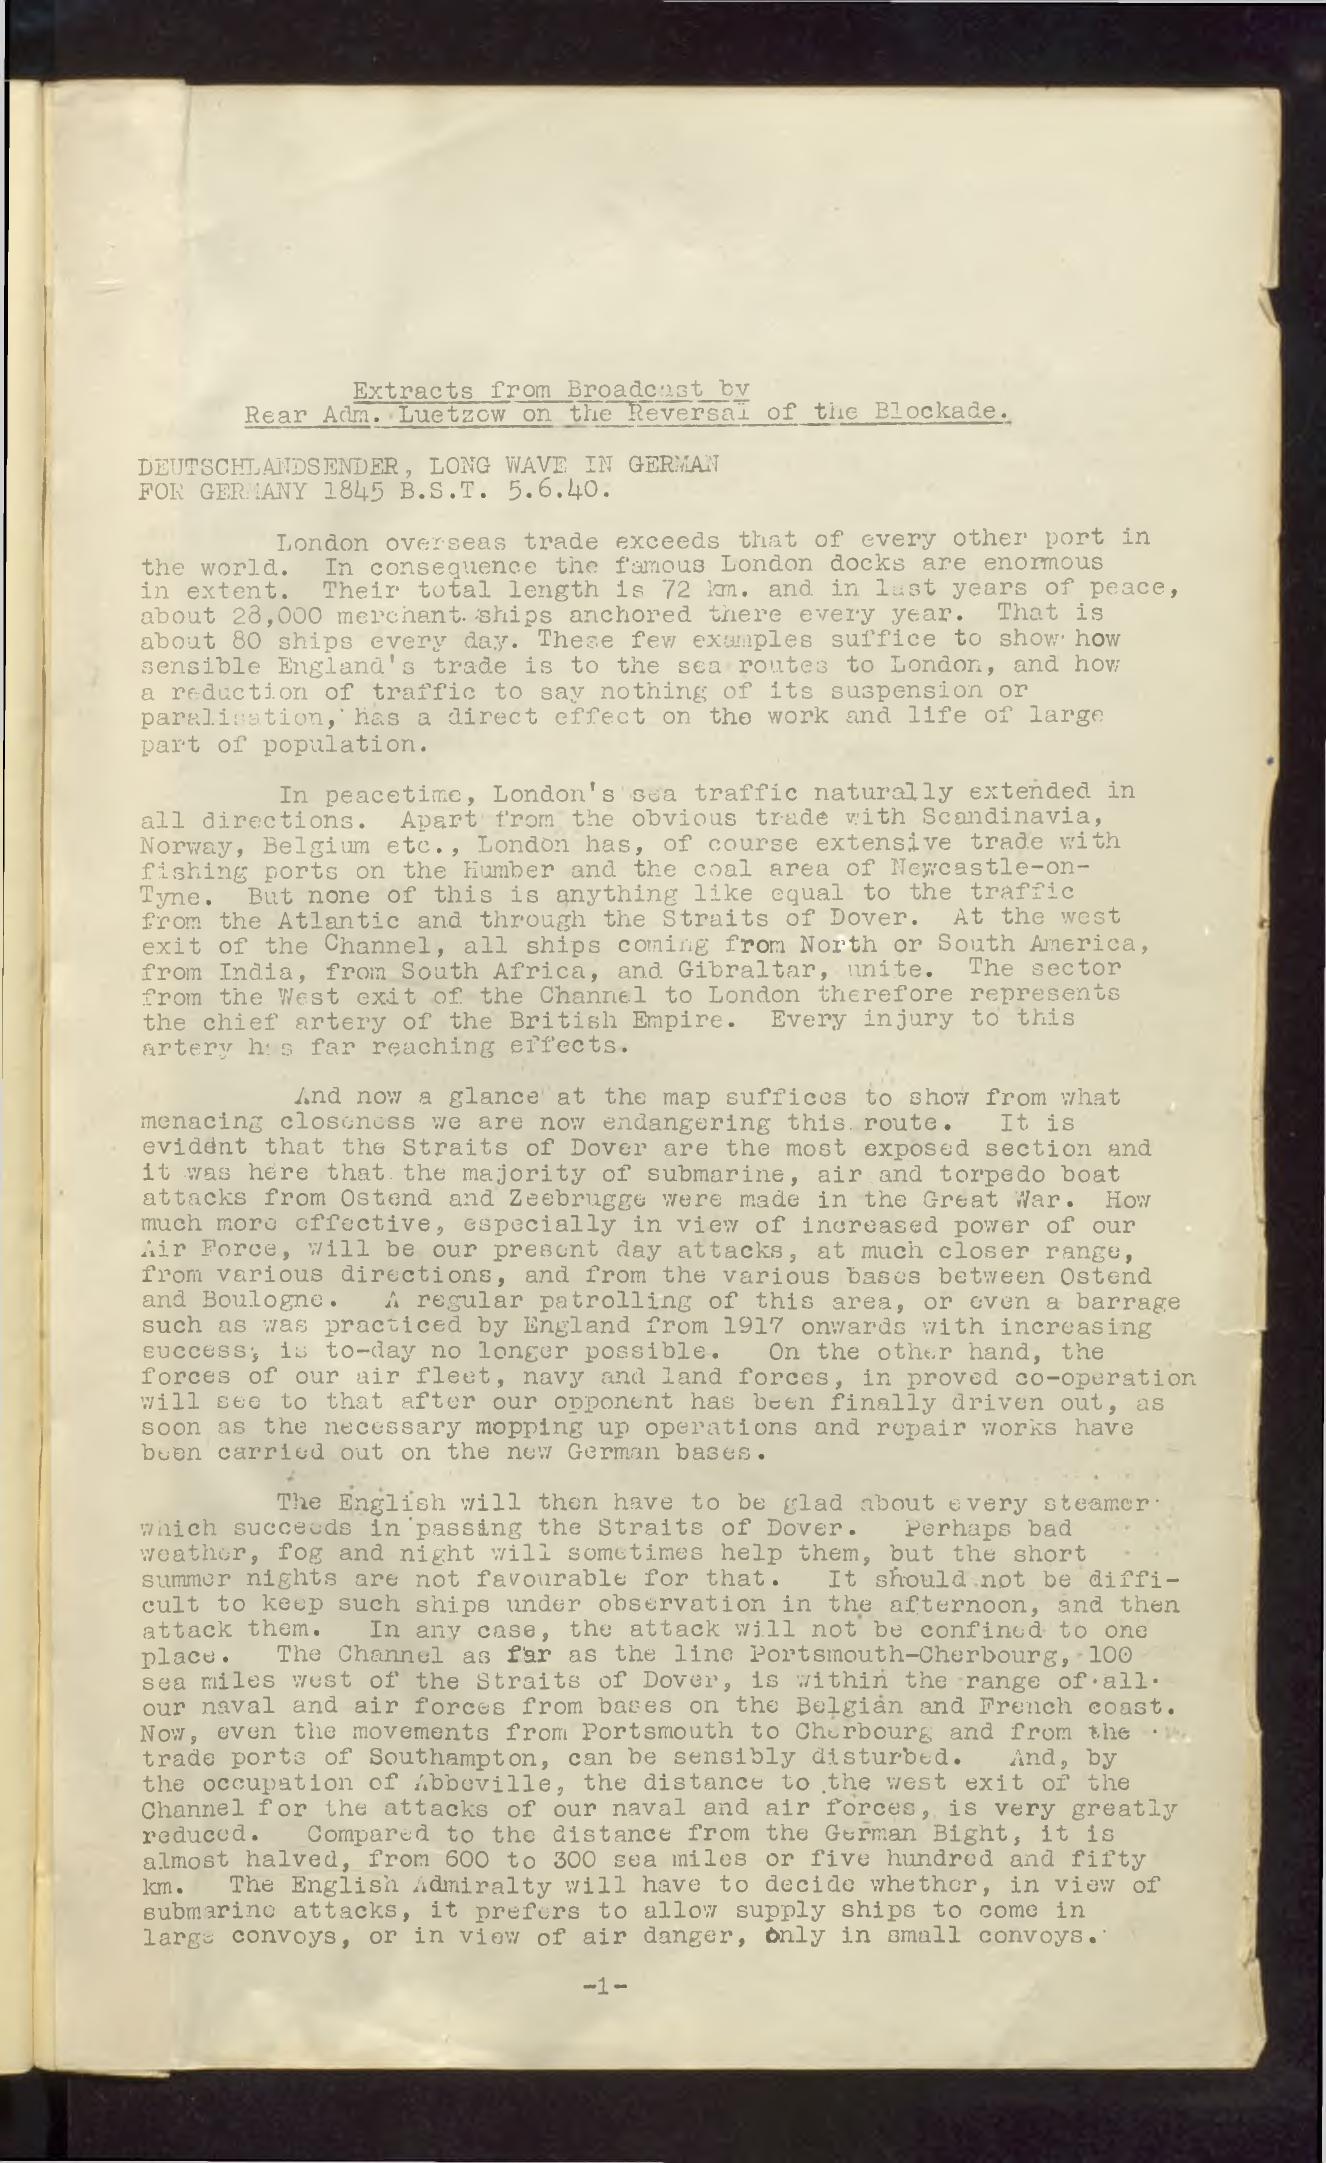 Extracts from Broadcast by
Rear Adm. Luetzow on the Reversal of the Blockade.
DEUTSCHLANDSENDER, LONG WAVE IN GERMAN
FOR GERMANY 1845 B.S.T. 5.6.40.
London overseas trade exceeds that of every other port in
the world. In consequence the famous London docks are enormous
in extent. Their total length is 72 km. and in last years of peace,
about 28,000 merchant ships anchored there every year. That is
about 80 ships every day. These few examples suffice to show how
sensible England's trade is to the sea routes to London, and how
a reduction of traffic to say nothing of its suspension or
paralisation, has a direct effect on the work and life of large
part of population.
In peacetime, London's sea traffic naturally extended in
all directions. Apart from the obvious trade with Scandinavia,
Norway, Belgium etc., London has, of course extensive trade with
fishing ports on the Humber and the coal area of Newcastle-on-
Tyne. But none of this is anything like equal to the traffic
from the Atlantic and through the Straits of Dover. At the west
exit of the Channel, all ships coming from North or South America,
from India, from South Africa, and Gibraltar, unite. The sector
from the West exit of the Channel to London therefore represents
the chief artery of the British Empire. Every injury to this
artery has far reaching effects.
And now a glance at the map suffices to show from what
menacing closeness we are now endangering this route. It is
evident that the Straits of Dover are the most exposed section and
it was here that the majority of submarine, air and torpedo boat
attacks from Ostend and Zeebrugge were made in the Great War. How
much more effective, especially in view of increased power of our
Air Force, will be our present day attacks, at much closer range,
from various directions, and from the various bases between Ostend
and Boulogne. A regular patrolling of this area, or even a barrage
such as was practiced by England from 1917 onwards with increasing
success, is to-day no longer possible. On the other hand, the
forces of our air fleet, navy and land forces, in proved co-operation
will see to that after our opponent has been finally driven out, as
soon as the necessary mopping up operations and repair works have
been carried out on the new German bases.
The English will then have to be glad about every steamer
which succeeds in passing the Straits of Dover. Perhaps bad
weather, fog and night will sometimes help them, but the short
summer nights are not favourable for that. It should not be diffi-
cult to keep such ships under observation in the afternoon, and then
attack them. In any case, the attack will not be confined to one
place. The Channel as far as the line Portsmouth-Cherbourg, 100
sea miles west of the Straits of Dover, is within the range of all
our naval and air forces from bases on the Belgian and French coast.
Now, even the movements from Portsmouth to Cherbourg and from the
trade ports of Southampton, can be sensibly disturbed. And, by
the occupation of Abbeville, the distance to the west exit of the
Channel for the attacks of our naval and air forces, is very greatly
reduced. Compared to the distance from the German Bight, it is
almost halved, from 600 to 300 sea miles or five hundred and fifty
km. The English Admiralty will have to decide whether, in view of
submarine attacks, it prefers to allow supply ships to come in
large convoys, or in view of air danger, only in small convoys.
-1-